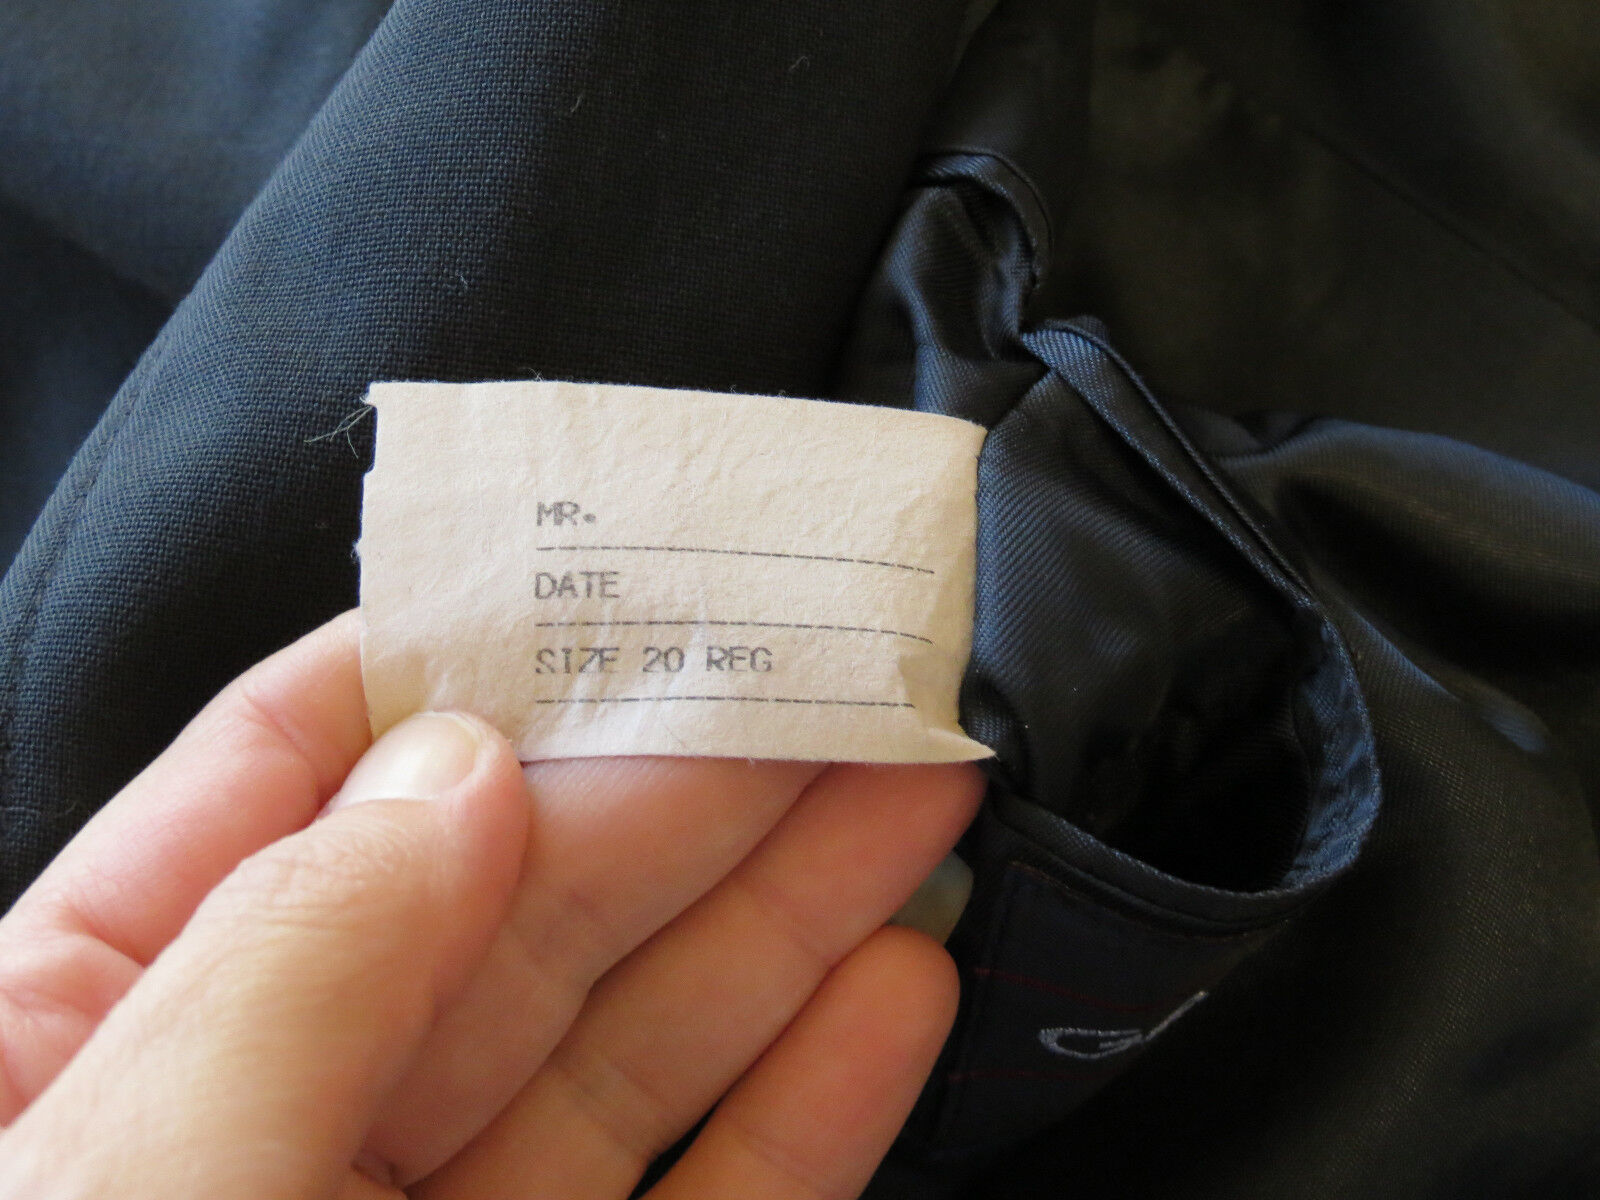 MR.
DATE
SIZE 20 REG